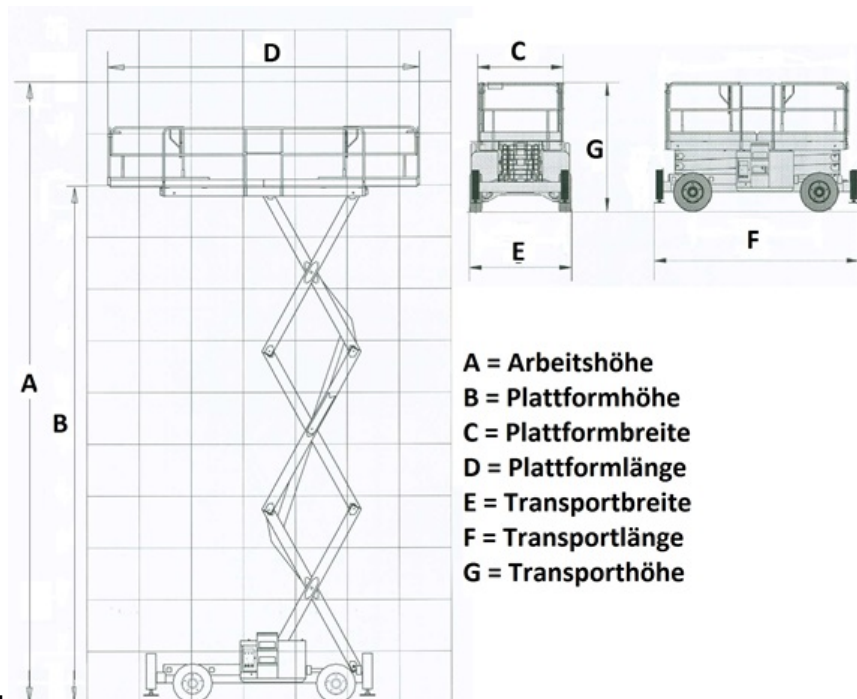 D
C
G
F
E
A
B
A = Arbeitshöhe
B = Plattformhöhe
C = Plattformbreite
D = Plattformlänge
E = Transportbreite
F = Transportlänge
G = Transporthöhe